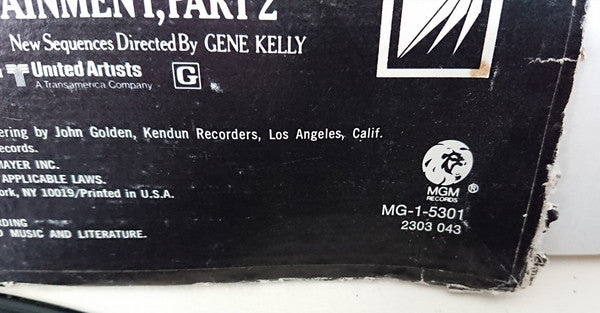 AINMENT, PART 2
New Sequences Directed By GENE KELLY
United Artists
A Transamerica Company
G
ering by John Golden, Kendun Recorders, Los Angeles, Calif.
ecords.
MAYER INC.
APPLICABLE LAWS.
ork, NY 10019/Printed in U.S.A.
RDING
MUSIC AND LITERATURE.
MGM
RECORDS
®
MG-1-5301
2303 043